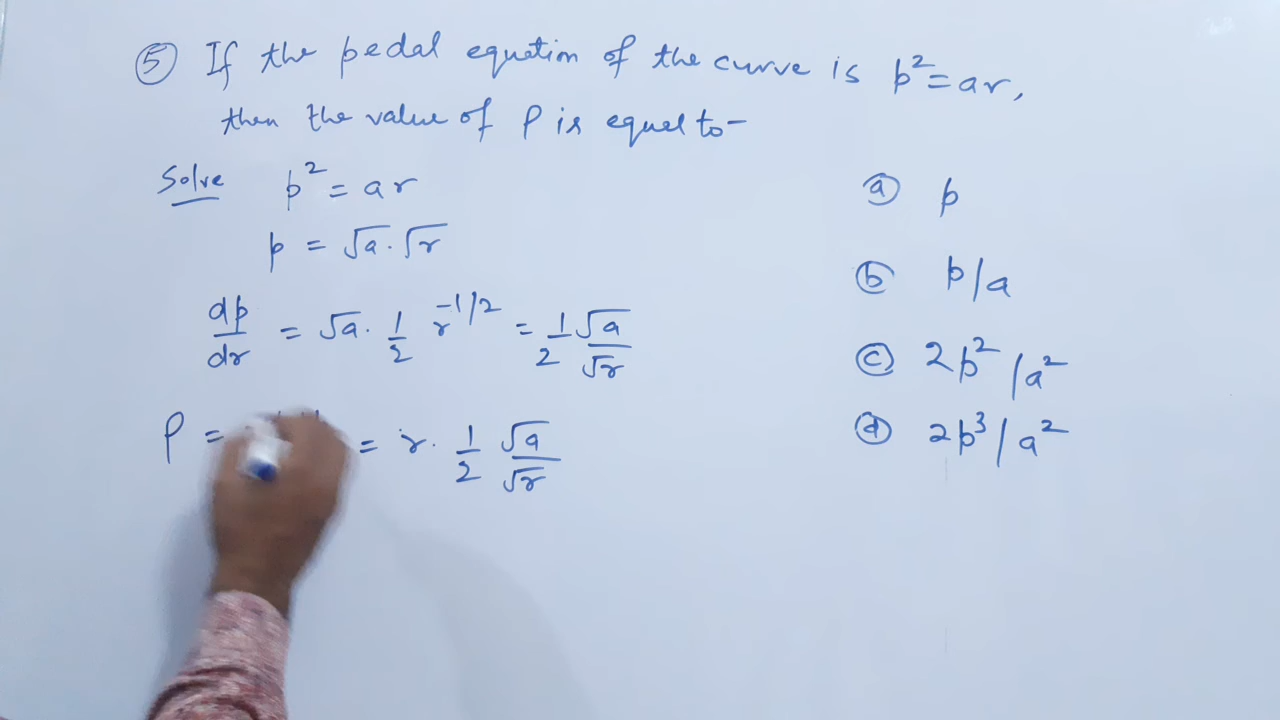 ⑤ If the pedal equation of the curve is p² = ar,
then the value of ρ is equal to -
Solve p² = ar
p = √a . √r
dp/dr = √a . 1/2 r^-1/2 = 1/2 √a/√r
ρ = = r . 1/2 √a/√r
ⓐ p
ⓑ p/a
ⓒ 2p²/a²
ⓓ 2p³/a²